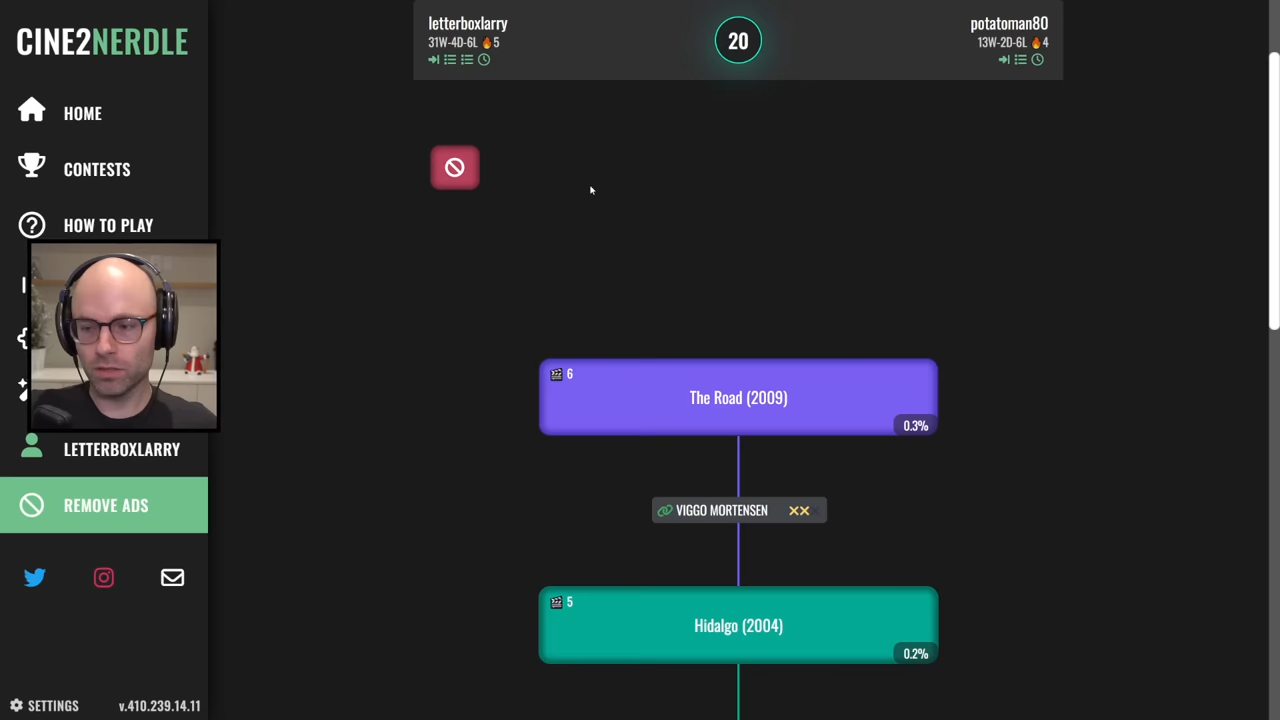 CINE2NERDLE
HOME
CONTESTS
HOW TO PLAY
LETTERBOXLARRY
REMOVE ADS
SETTINGS
v.410.239.14.11
letterboxlarry
31W-4D-6L 🔥5
20
potatoman80
13W-2D-6L 🔥4
6
The Road (2009)
0.3%
VIGGO MORTENSEN
5
Hidalgo (2004)
0.2%